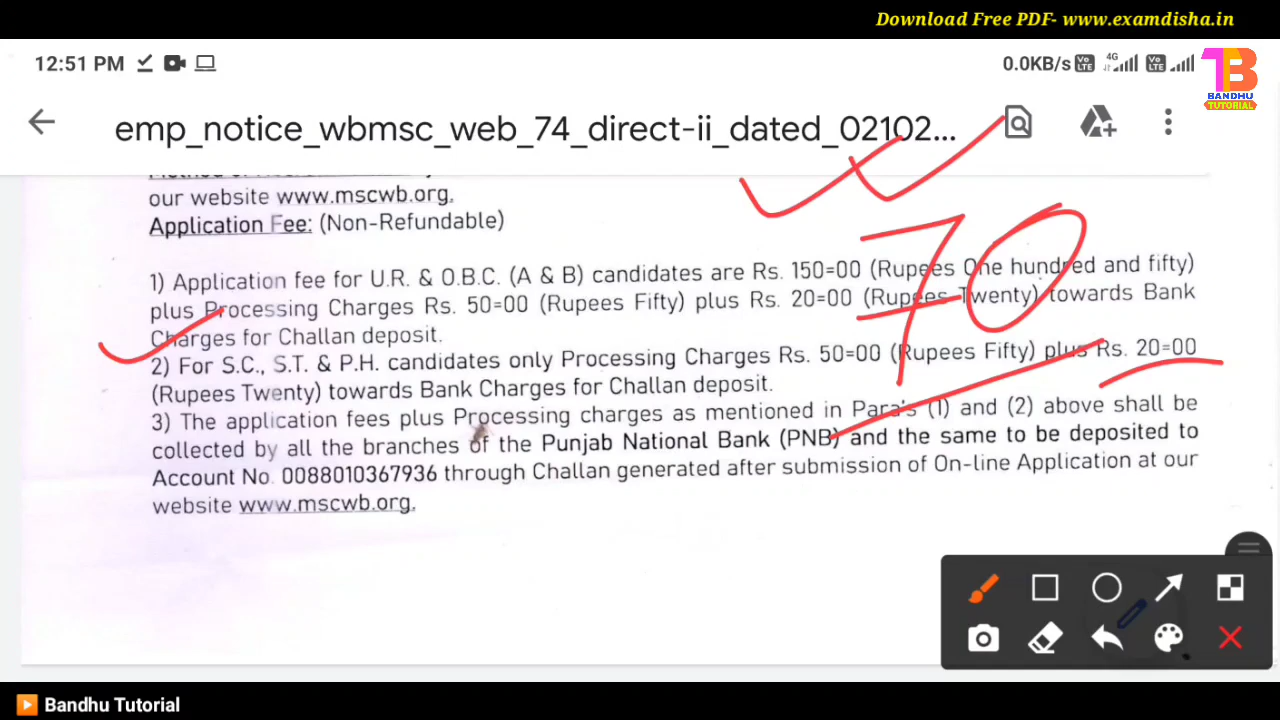 Download Free PDF- www.examdisha.in
12:51 PM
0.0KB/s Vo LTE 4G Vo LTE
TB
BANDHU
TUTORIAL
emp_notice_wbmsc_web_74_direct-ii_dated_02102...
our website www.mscwb.org.
Application Fee: (Non-Refundable)
70
1) Application fee for U.R. & O.B.C. (A & B) candidates are Rs. 150=00 (Rupees One hundred and fifty)
plus Processing Charges Rs. 50=00 (Rupees Fifty) plus Rs. 20=00 (Rupees Twenty) towards Bank
Charges for Challan deposit.
2) For S.C., S.T. & P.H. candidates only Processing Charges Rs. 50=00 (Rupees Fifty) plus Rs. 20=00
(Rupees Twenty) towards Bank Charges for Challan deposit.
3) The application fees plus Processing charges as mentioned in Para's (1) and (2) above shall be
collected by all the branches of the Punjab National Bank (PNB) and the same to be deposited to
Account No. 0088010367936 through Challan generated after submission of On-line Application at our
website www.mscwb.org.
Bandhu Tutorial